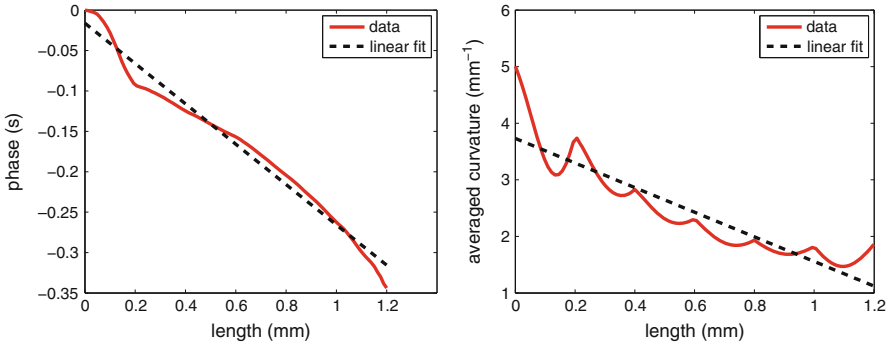 0
−0.05
−0.1
−0.15
−0.2
−0.25
−0.3
−0.35
phase (s)
0 0.2 0.4 0.6 0.8 1 1.2
length (mm)
data
linear fit
6
5
4
3
2
1
averaged curvature (mm−1)
0 0.2 0.4 0.6 0.8 1 1.2
length (mm)
data
linear fit